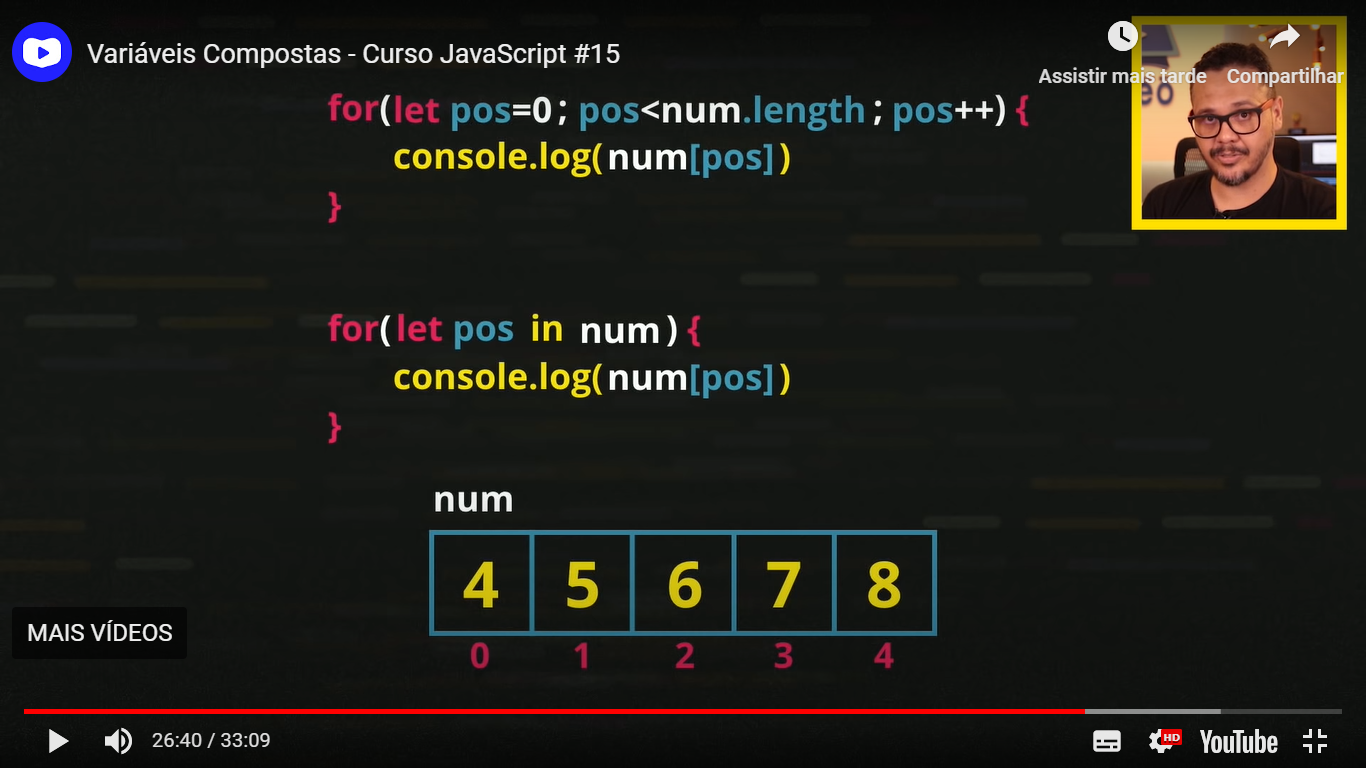 Variáveis Compostas - Curso JavaScript #15
Assistir mais tarde
Compartilhar
for(let pos=0; pos<num.length; pos++) {
console.log(num[pos])
}
for(let pos in num) {
console.log(num[pos])
}
num
4 5 6 7 8
0 1 2 3 4
MAIS VÍDEOS
26:40 / 33:09
HD
YouTube